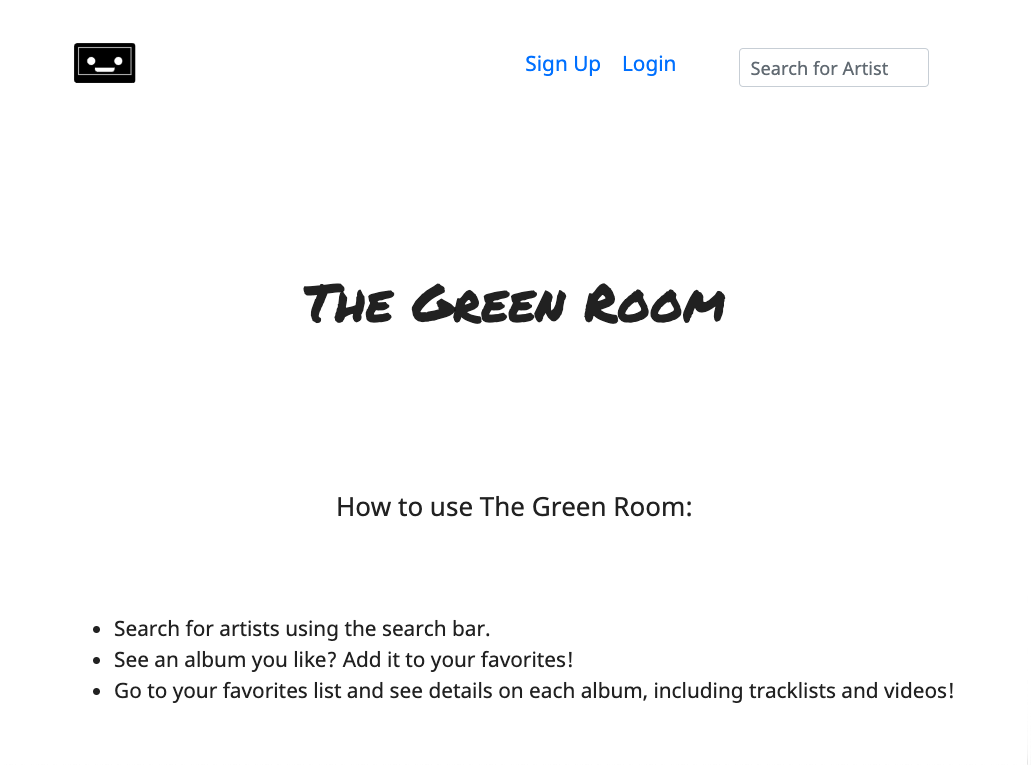 Sign Up Login Search for Artist
The Green Room
How to use The Green Room:
Search for artists using the search bar.
See an album you like? Add it to your favorites!
Go to your favorites list and see details on each album, including tracklists and videos!